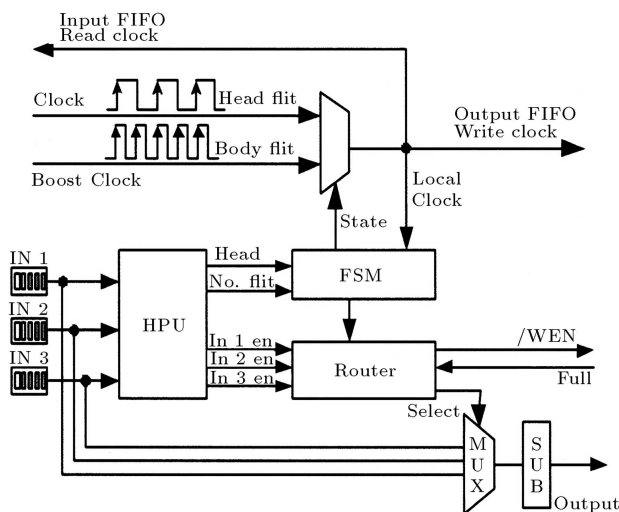 Input FIFO
Read clock
Clock
Head flit
Output FIFO
Write clock
Body flit
Boost Clock
Local
Clock
State
IN 1
Head
FSM
No. flit
IN 2
HPU
/WEN
In 1 en
In 2 en
Router
IN 3
In 3 en
Full
Select
MUX
SUB
Output